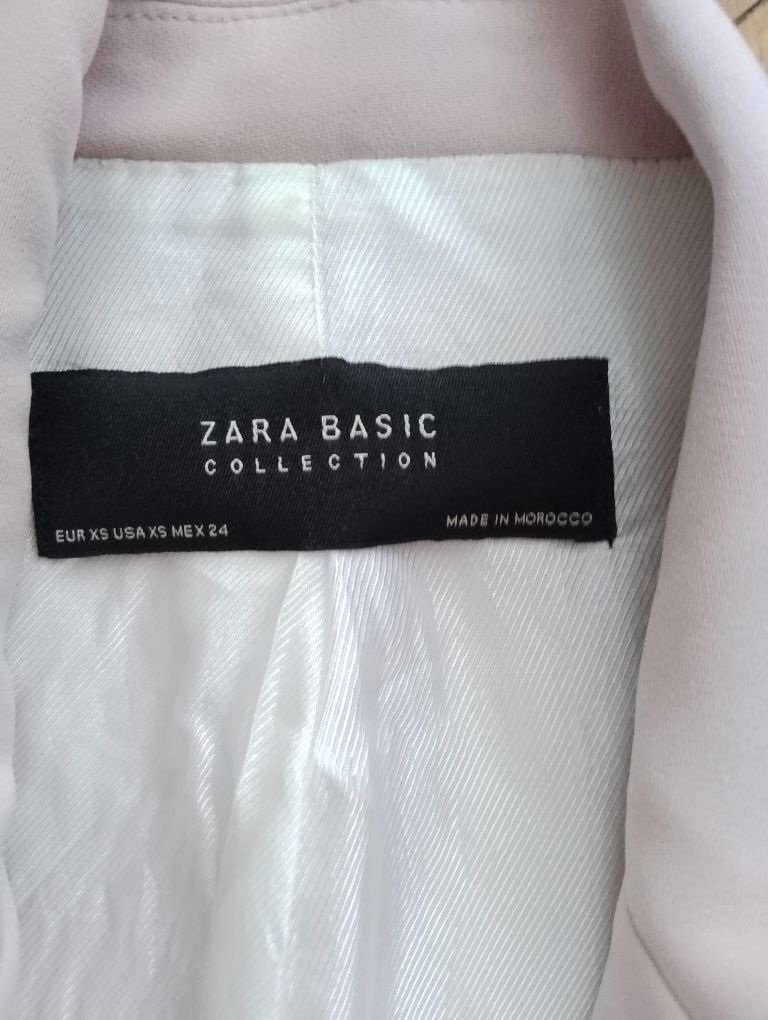 ZARA BASIC
COLLECTION
EUR XS USA XS MEX 24
MADE IN MOROCCO